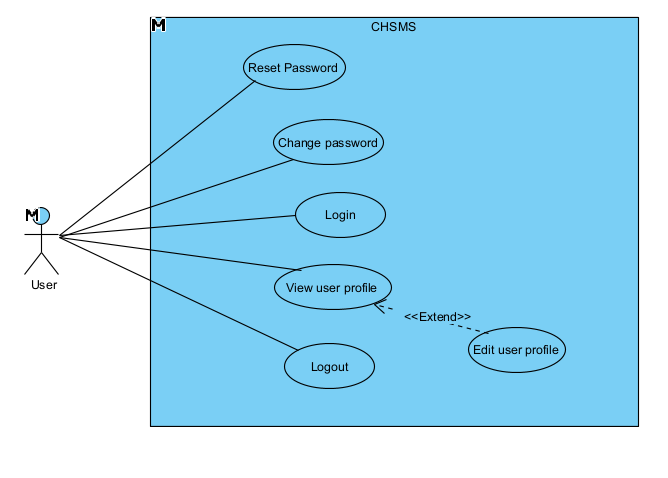 M
CHSMS
Reset Password
Change password
Login
M
User
View user profile
<<Extend>>
Edit user profile
Logout